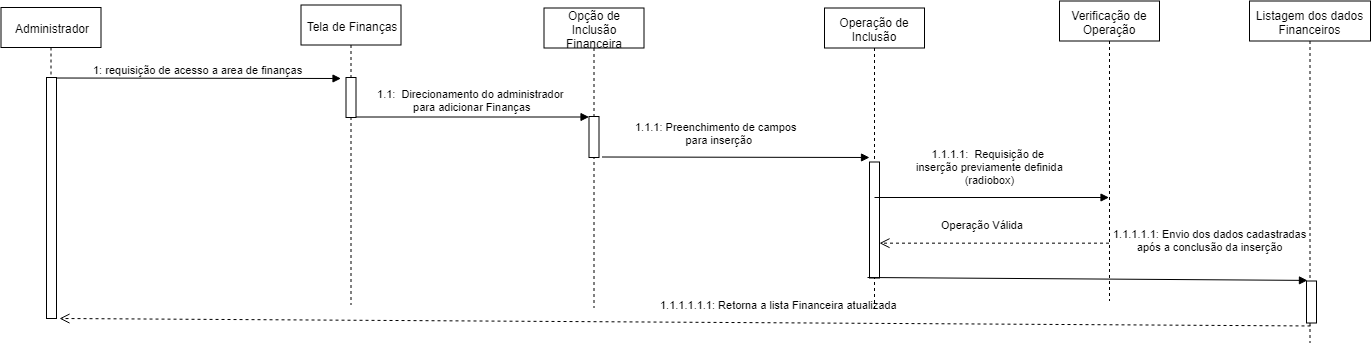 Administrador
Tela de Finanças
Opção de
Inclusão
Financeira
Operação de
Inclusão
Verificação de
Operação
Listagem dos dados
Financeiros
1: requisição de acesso a area de finanças
1.1:  Direcionamento do administrador
para adicionar Finanças
1.1.1: Preenchimento de campos
para inserção
1.1.1.1:  Requisição de
inserção previamente definida
(radiobox)
Operação Válida
1.1.1.1.1: Envio dos dados cadastradas
após a conclusão da inserção
1.1.1.1.1.1: Retorna a lista Financeira atualizada